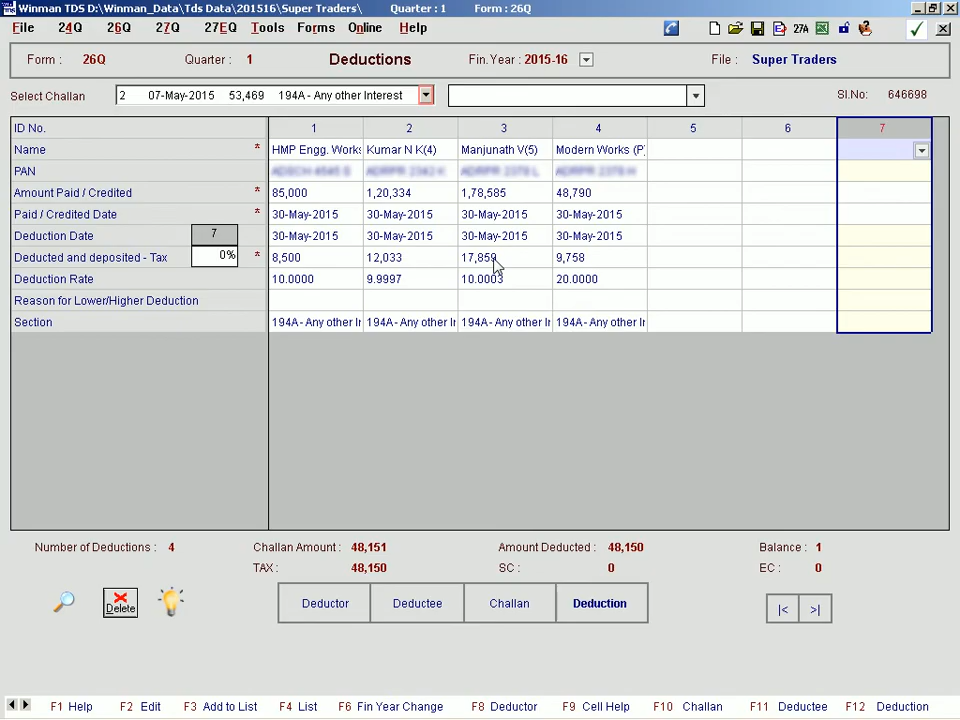 Winman TDS D:\Winman_Data\Tds Data\201516\Super Traders\ Quarter : 1 Form : 26Q
File 24Q 26Q 27Q 27EQ Tools Forms Online Help 27A
Form : 26Q Quarter : 1 Deductions Fin.Year : 2015-16 File : Super Traders
Select Challan 2 07-May-2015 53,469 194A - Any other Interest Sl.No: 646698
ID No. 1 2 3 4 5 6 7
Name * HMP Engg. Works Kumar N K(4) Manjunath V(5) Modern Works (P)
PAN
Amount Paid / Credited * 85,000 1,20,334 1,78,585 48,790
Paid / Credited Date * 30-May-2015 30-May-2015 30-May-2015 30-May-2015
Deduction Date 7 30-May-2015 30-May-2015 30-May-2015 30-May-2015
Deducted and deposited - Tax 0% * 8,500 12,033 17,859 9,758
Deduction Rate 10.0000 9.9997 10.0003 20.0000
Reason for Lower/Higher Deduction
Section 194A - Any other Ir 194A - Any other Ir 194A - Any other Ir 194A - Any other Ir
Number of Deductions : 4 Challan Amount : 48,151 Amount Deducted : 48,150 Balance : 1
TAX : 48,150 SC : 0 EC : 0
Delete Deductor Deductee Challan Deduction |< >|
F1 Help F2 Edit F3 Add to List F4 List F6 Fin Year Change F8 Deductor F9 Cell Help F10 Challan F11 Deductee F12 Deduction